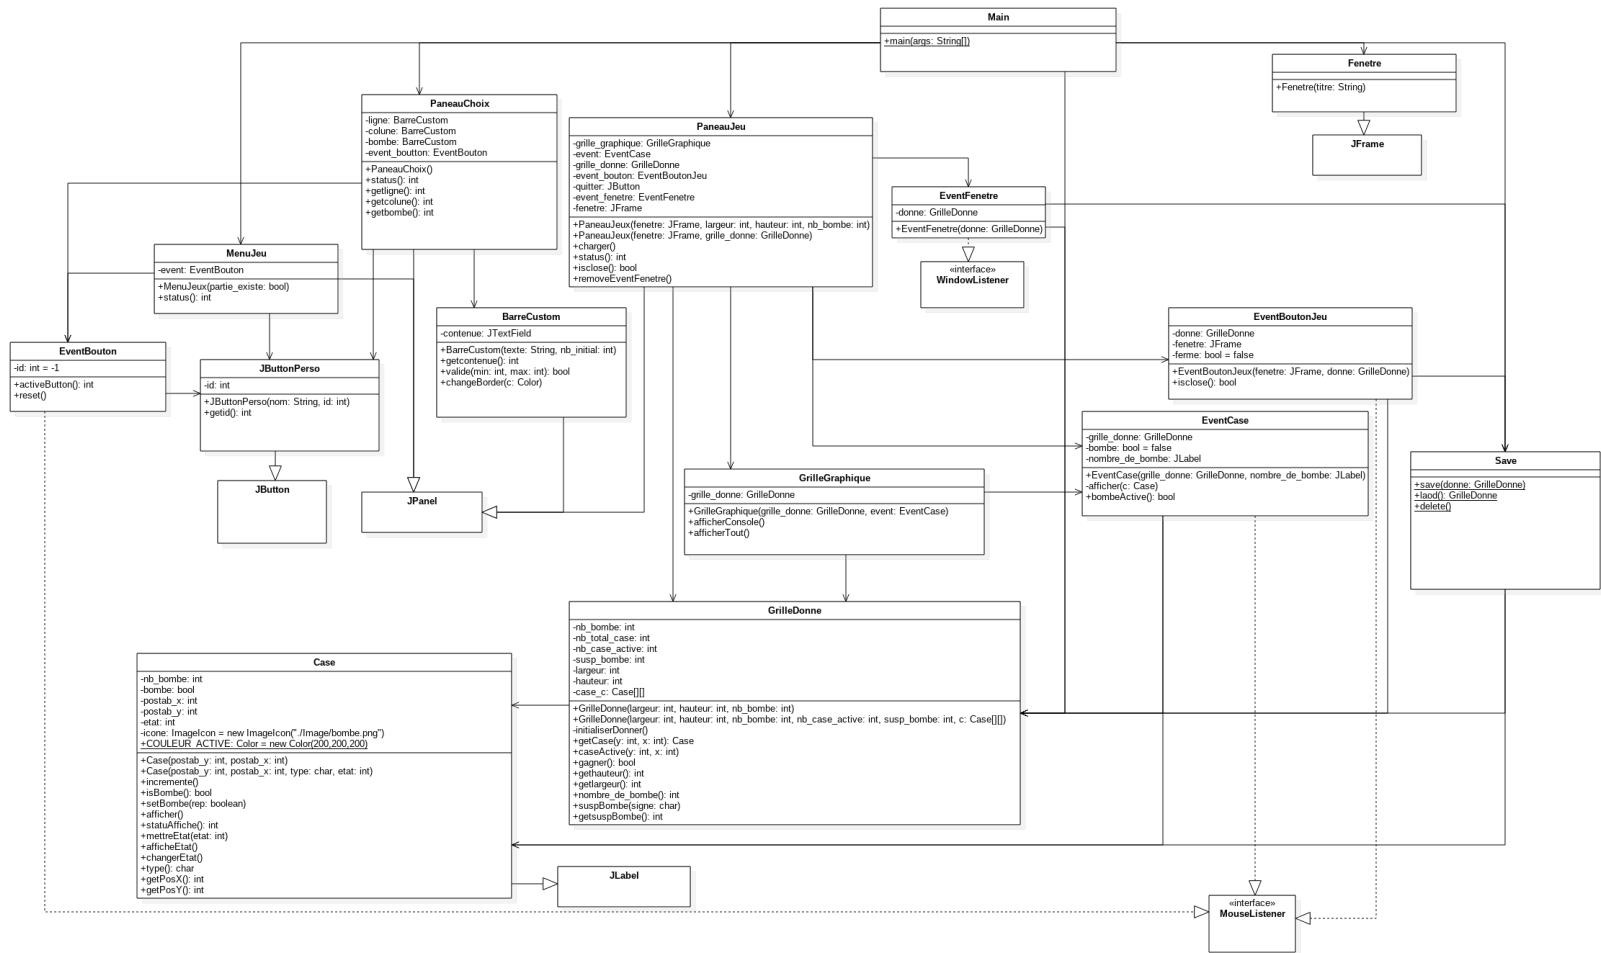 Main
+main(args: String[])
Fenetre
+Fenetre(titre: String)
JFrame
PaneauChoix
-ligne: BarreCustom
-colune: BarreCustom
-bombe: BarreCustom
-event_boutton: EventBouton
+PaneauChoix()
+status(): int
+getligne(): int
+getcolune(): int
+getbombe(): int
PaneauJeu
-grille_graphique: GrilleGraphique
-event: EventCase
-grille_donne: GrilleDonne
-event_bouton: EventBoutonJeu
-quitter: JButton
-event_fenetre: EventFenetre
-fenetre: JFrame
+PaneauJeux(fenetre: JFrame, largeur: int, hauteur: int, nb_bombe: int)
+PaneauJeux(fenetre: JFrame, grille_donne: GrilleDonne)
+charger()
+status(): int
+isclose(): bool
+removeEventFenetre()
EventFenetre
-donne: GrilleDonne
+EventFenetre(donne: GrilleDonne)
«interface»
WindowListener
MenuJeu
-event: EventBouton
+MenuJeux(partie_existe: bool)
+status(): int
BarreCustom
-contenue: JTextField
+BarreCustom(texte: String, nb_initial: int)
+getcontenue(): int
+valide(min: int, max: int): bool
+changeBorder(c: Color)
EventBoutonJeu
-donne: GrilleDonne
-fenetre: JFrame
-ferme: bool = false
+EventBoutonJeux(fenetre: JFrame, donne: GrilleDonne)
+isclose(): bool
EventBouton
-id: int = -1
+activeButton(): int
+reset()
JButtonPerso
-id: int
+JButtonPerso(nom: String, id: int)
+getid(): int
JButton
JPanel
EventCase
-grille_donne: GrilleDonne
-bombe: bool = false
-nombre_de_bombe: JLabel
+EventCase(grille_donne: GrilleDonne, nombre_de_bombe: JLabel)
-afficher(c: Case)
+bombeActive(): bool
Save
+save(donne: GrilleDonne)
+laod(): GrilleDonne
+delete()
GrilleGraphique
-grille_donne: GrilleDonne
+GrilleGraphique(grille_donne: GrilleDonne, event: EventCase)
+afficherConsole()
+afficherTout()
GrilleDonne
-nb_bombe: int
-nb_total_case: int
-nb_case_active: int
-susp_bombe: int
-largeur: int
-hauteur: int
-case_c: Case[][]
+GrilleDonne(largeur: int, hauteur: int, nb_bombe: int)
+GrilleDonne(largeur: int, hauteur: int, nb_bombe: int, nb_case_active: int, susp_bombe: int, c: Case[][])
-initialiserDonner()
+getCase(y: int, x: int): Case
+caseActive(y: int, x: int)
+gagner(): bool
+gethauteur(): int
+getlargeur(): int
+nombre_de_bombe(): int
+suspBombe(signe: char)
+getsuspBombe(): int
Case
-nb_bombe: int
-bombe: bool
-postab_x: int
-postab_y: int
-etat: int
-icone: ImageIcon = new ImageIcon("./Image/bombe.png")
+COULEUR_ACTIVE: Color = new Color(200,200,200)
+Case(postab_y: int, postab_x: int)
+Case(postab_y: int, postab_x: int, type: char, etat: int)
+incremente()
+isBombe(): bool
+setBombe(rep: boolean)
+afficher()
+statuAffiche(): int
+mettreEtat(etat: int)
+afficheEtat()
+changerEtat()
+type(): char
+getPosX(): int
+getPosY(): int
JLabel
«interface»
MouseListener